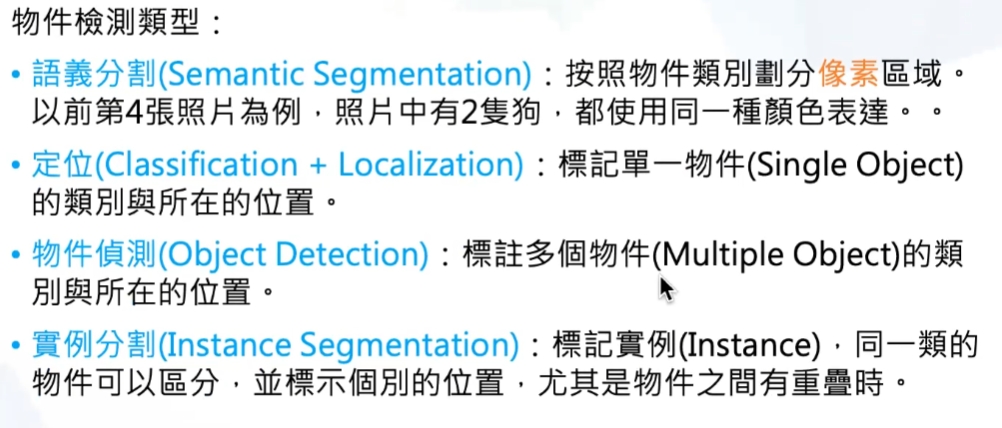 物件檢測類型：
• 語義分割(Semantic Segmentation)：按照物件類別劃分像素區域。
以前第4張照片為例，照片中有2隻狗，都使用同一種顏色表達。。
• 定位(Classification + Localization)：標記單一物件(Single Object)
的類別與所在的位置。
• 物件偵測(Object Detection)：標註多個物件(Multiple Object)的類
別與所在的位置。
• 實例分割(Instance Segmentation)：標記實例(Instance)，同一類的
物件可以區分，並標示個別的位置，尤其是物件之間有重疊時。